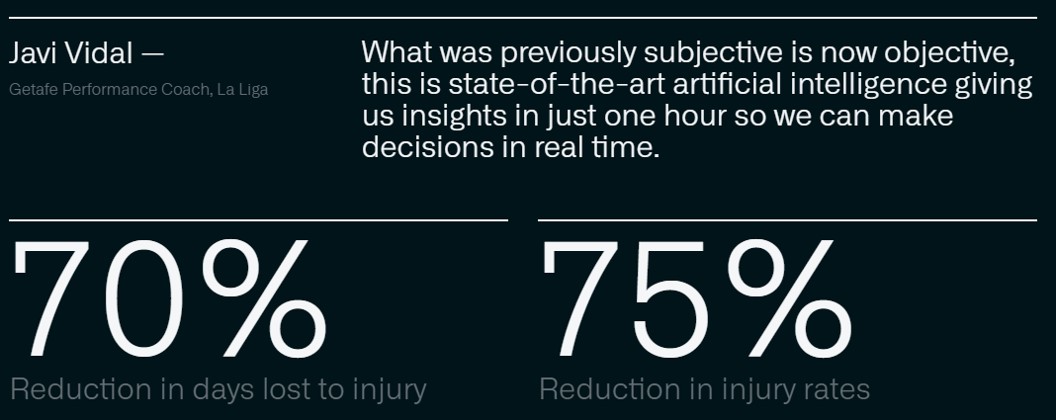 Javi Vidal —
Getafe Performance Coach, La Liga
What was previously subjective is now objective,
this is state-of-the-art artificial intelligence giving
us insights in just one hour so we can make
decisions in real time.
70%
Reduction in days lost to injury
75%
Reduction in injury rates